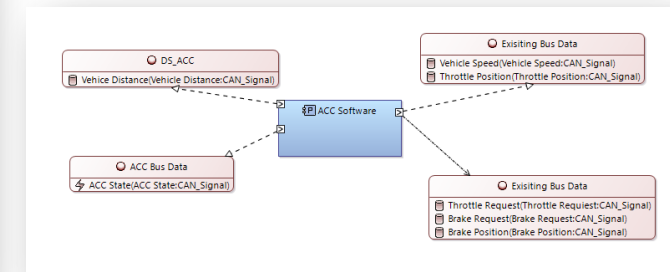 DS_ACC
Vehice Distance(Vehicle Distance:CAN_Signal)
Exisiting Bus Data
Vehicle Speed(Vehicle Speed:CAN_Signal)
Throttle Position(Throttle Position:CAN_Signal)
P ACC Software
ACC Bus Data
ACC State(ACC State:CAN_Signal)
Exisiting Bus Data
Throttle Request(Throttle Requiest:CAN_Signal)
Brake Request(Brake Request:CAN_Signal)
Brake Position(Brake Position:CAN_Signal)